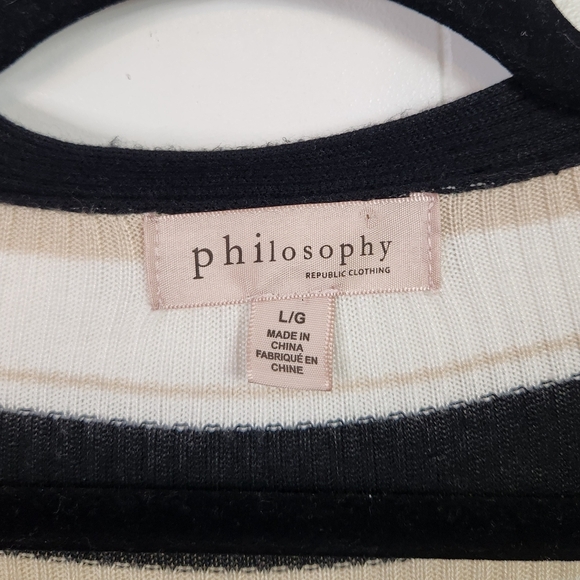 philosophy
REPUBLIC CLOTHING
L/G
MADE IN
CHINA
FABRIQUÉ EN
CHINE